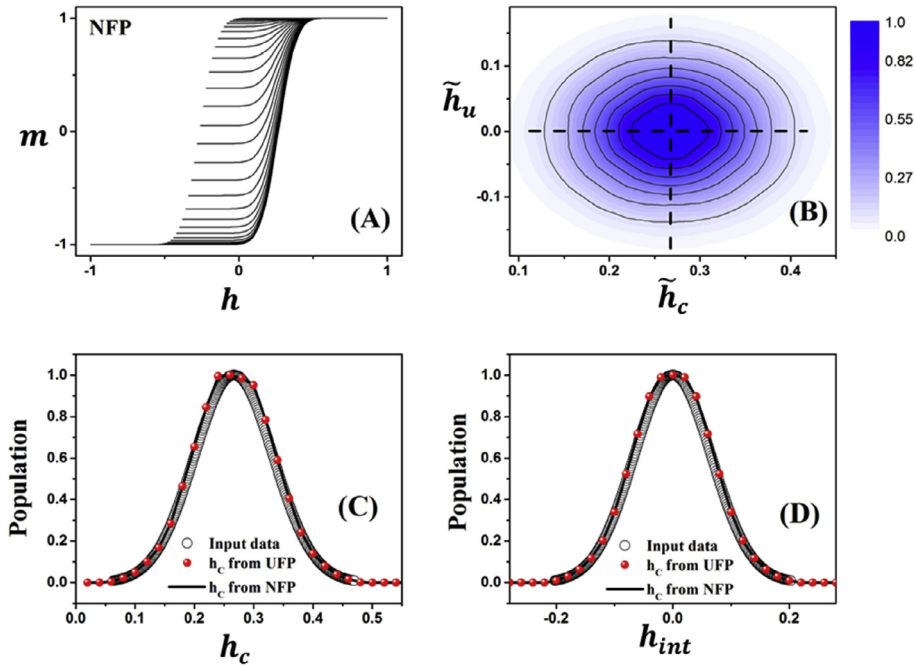 NFP
m
1
0
-1
(A)
-1 0 1
h
h̃u
0.1
0.0
-0.1
(B)
0.1 0.2 0.3 0.4
h̃c
1.0
0.82
0.55
0.27
0.0
Population
1.0
0.8
0.6
0.4
0.2
0.0
(C)
Input data
hC from UFP
hC from NFP
0.0 0.1 0.2 0.3 0.4 0.5
hc
Population
1.0
0.8
0.6
0.4
0.2
0.0
(D)
Input data
hC from UFP
hC from NFP
-0.2 0.0 0.2
hint